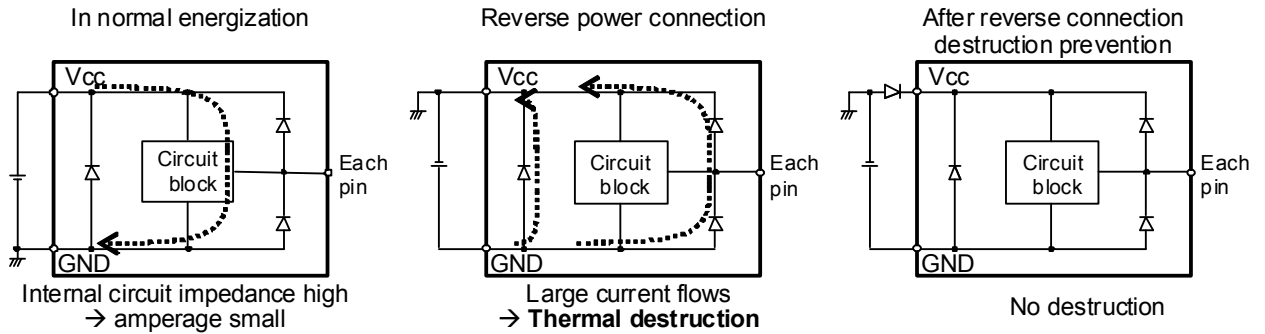 In normal energization
Vcc
Circuit
block
Each
pin
GND
Internal circuit impedance high
→ amperage small
Reverse power connection
Vcc
Circuit
block
Each
pin
GND
Large current flows
→ Thermal destruction
After reverse connection
destruction prevention
Vcc
Circuit
block
Each
pin
GND
No destruction